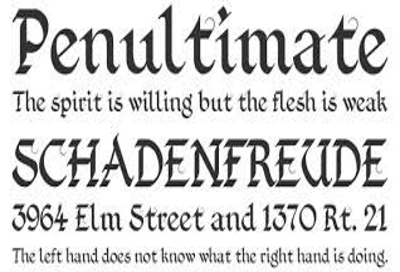 Penultimate
The spirit is willing but the flesh is weak
SCHADENFREUDE
3964 Elm Street and 1370 Rt. 21
The left hand does not know what the right hand is doing.